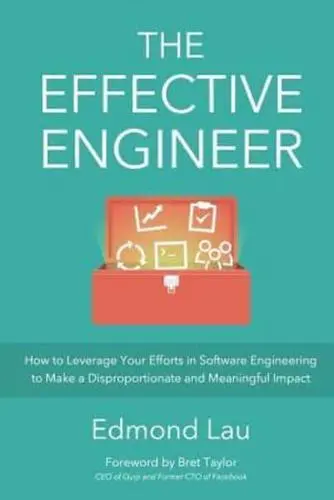 THE
EFFECTIVE
ENGINEER
>_
How to Leverage Your Efforts in Software Engineering
to Make a Disproportionate and Meaningful Impact
Edmond Lau
Foreword by Bret Taylor
CEO of Quip and Former CTO of Facebook